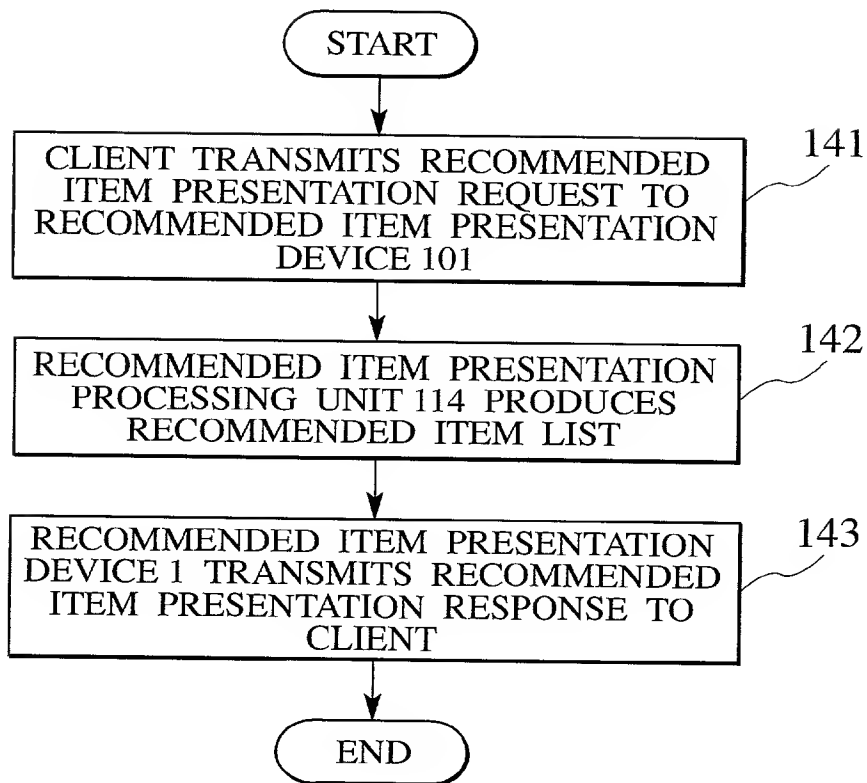 START
CLIENT TRANSMITS RECOMMENDED
ITEM PRESENTATION REQUEST TO
RECOMMENDED ITEM PRESENTATION
DEVICE 101
141
RECOMMENDED ITEM PRESENTATION
PROCESSING UNIT 114 PRODUCES
RECOMMENDED ITEM LIST
142
RECOMMENDED ITEM PRESENTATION
DEVICE 1 TRANSMITS RECOMMENDED
ITEM PRESENTATION RESPONSE TO
CLIENT
143
END